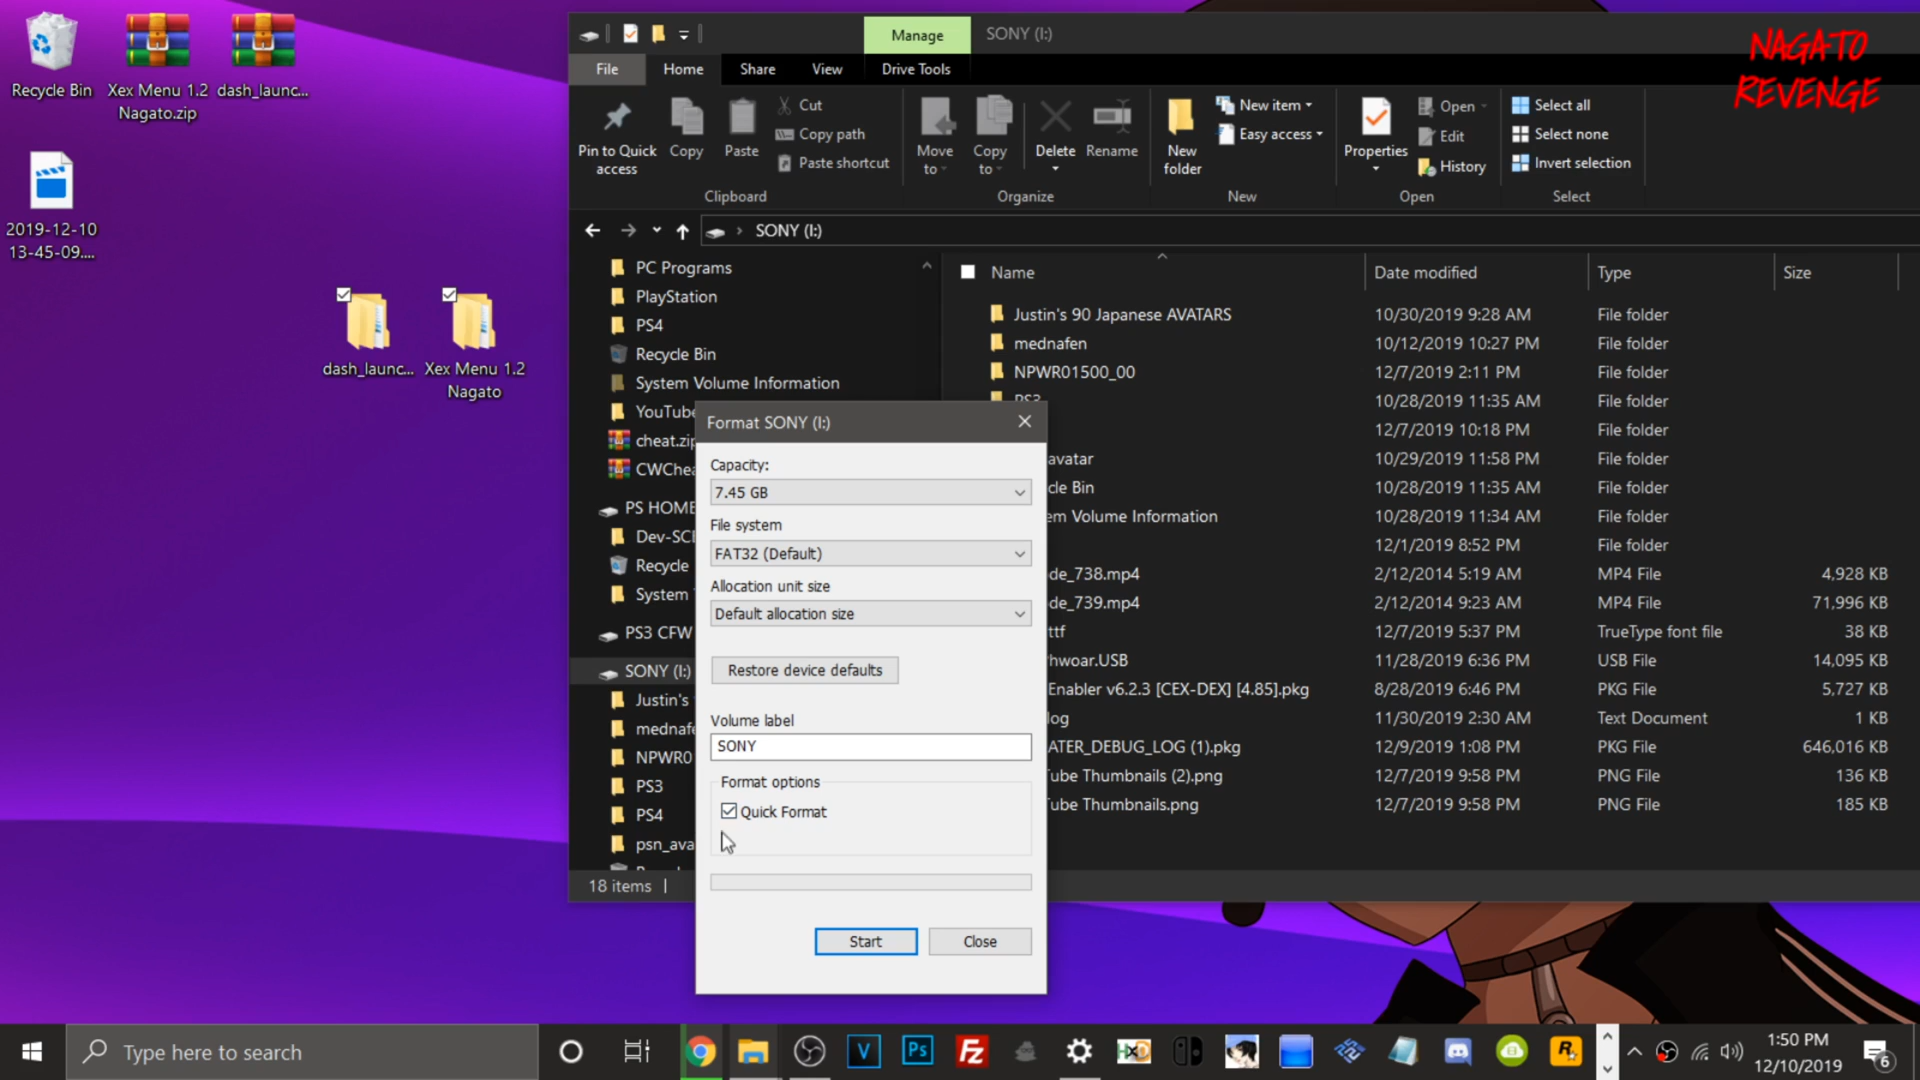 Recycle Bin
Xex Menu 1.2
Nagato.zip
dash_launc...
2019-12-10
13-45-09....
dash_launc...
Xex Menu 1.2
Nagato
Manage
SONY (I:)
NAGATO
REVENGE
File
Home
Share
View
Drive Tools
Pin to Quick
access
Copy
Paste
Cut
Copy path
Paste shortcut
Clipboard
Move
to
Copy
to
Delete
Rename
Organize
New
folder
New item
Easy access
New
Properties
Open
Edit
History
Open
Select all
Select none
Invert selection
Select
SONY (I:)
PC Programs
PlayStation
PS4
Recycle Bin
System Volume Information
YouTube
cheat.zip
CWChea
PS HOME
Dev-SCE
Recycle
System
PS3 CFW
SONY (I:)
Justin's
mednafe
NPWR0
PS3
PS4
psn_ava
18 items
Name
Date modified
Type
Size
Justin's 90 Japanese AVATARS 10/30/2019 9:28 AM File folder
mednafen 10/12/2019 10:27 PM File folder
NPWR01500_00 12/7/2019 2:11 PM File folder
PS3 10/28/2019 11:35 AM File folder
12/7/2019 10:18 PM File folder
avatar 10/29/2019 11:58 PM File folder
cle Bin 10/28/2019 11:35 AM File folder
em Volume Information 10/28/2019 11:34 AM File folder
12/1/2019 8:52 PM File folder
de_738.mp4 2/12/2014 5:19 AM MP4 File 4,928 KB
de_739.mp4 2/12/2014 9:23 AM MP4 File 71,996 KB
ttf 12/7/2019 5:37 PM TrueType font file 38 KB
hwoar.USB 11/28/2019 6:36 PM USB File 14,095 KB
Enabler v6.2.3 [CEX-DEX] [4.85].pkg 8/28/2019 6:46 PM PKG File 5,727 KB
log 11/30/2019 2:30 AM Text Document 1 KB
ATER_DEBUG_LOG (1).pkg 12/9/2019 1:08 PM PKG File 646,016 KB
Tube Thumbnails (2).png 12/7/2019 9:58 PM PNG File 136 KB
Tube Thumbnails.png 12/7/2019 9:58 PM PNG File 185 KB
Format SONY (I:)
Capacity:
7.45 GB
File system
FAT32 (Default)
Allocation unit size
Default allocation size
Restore device defaults
Volume label
SONY
Format options
Quick Format
Start
Close
Type here to search
V
Ps
FZ
HXD
R
1:50 PM
12/10/2019
6